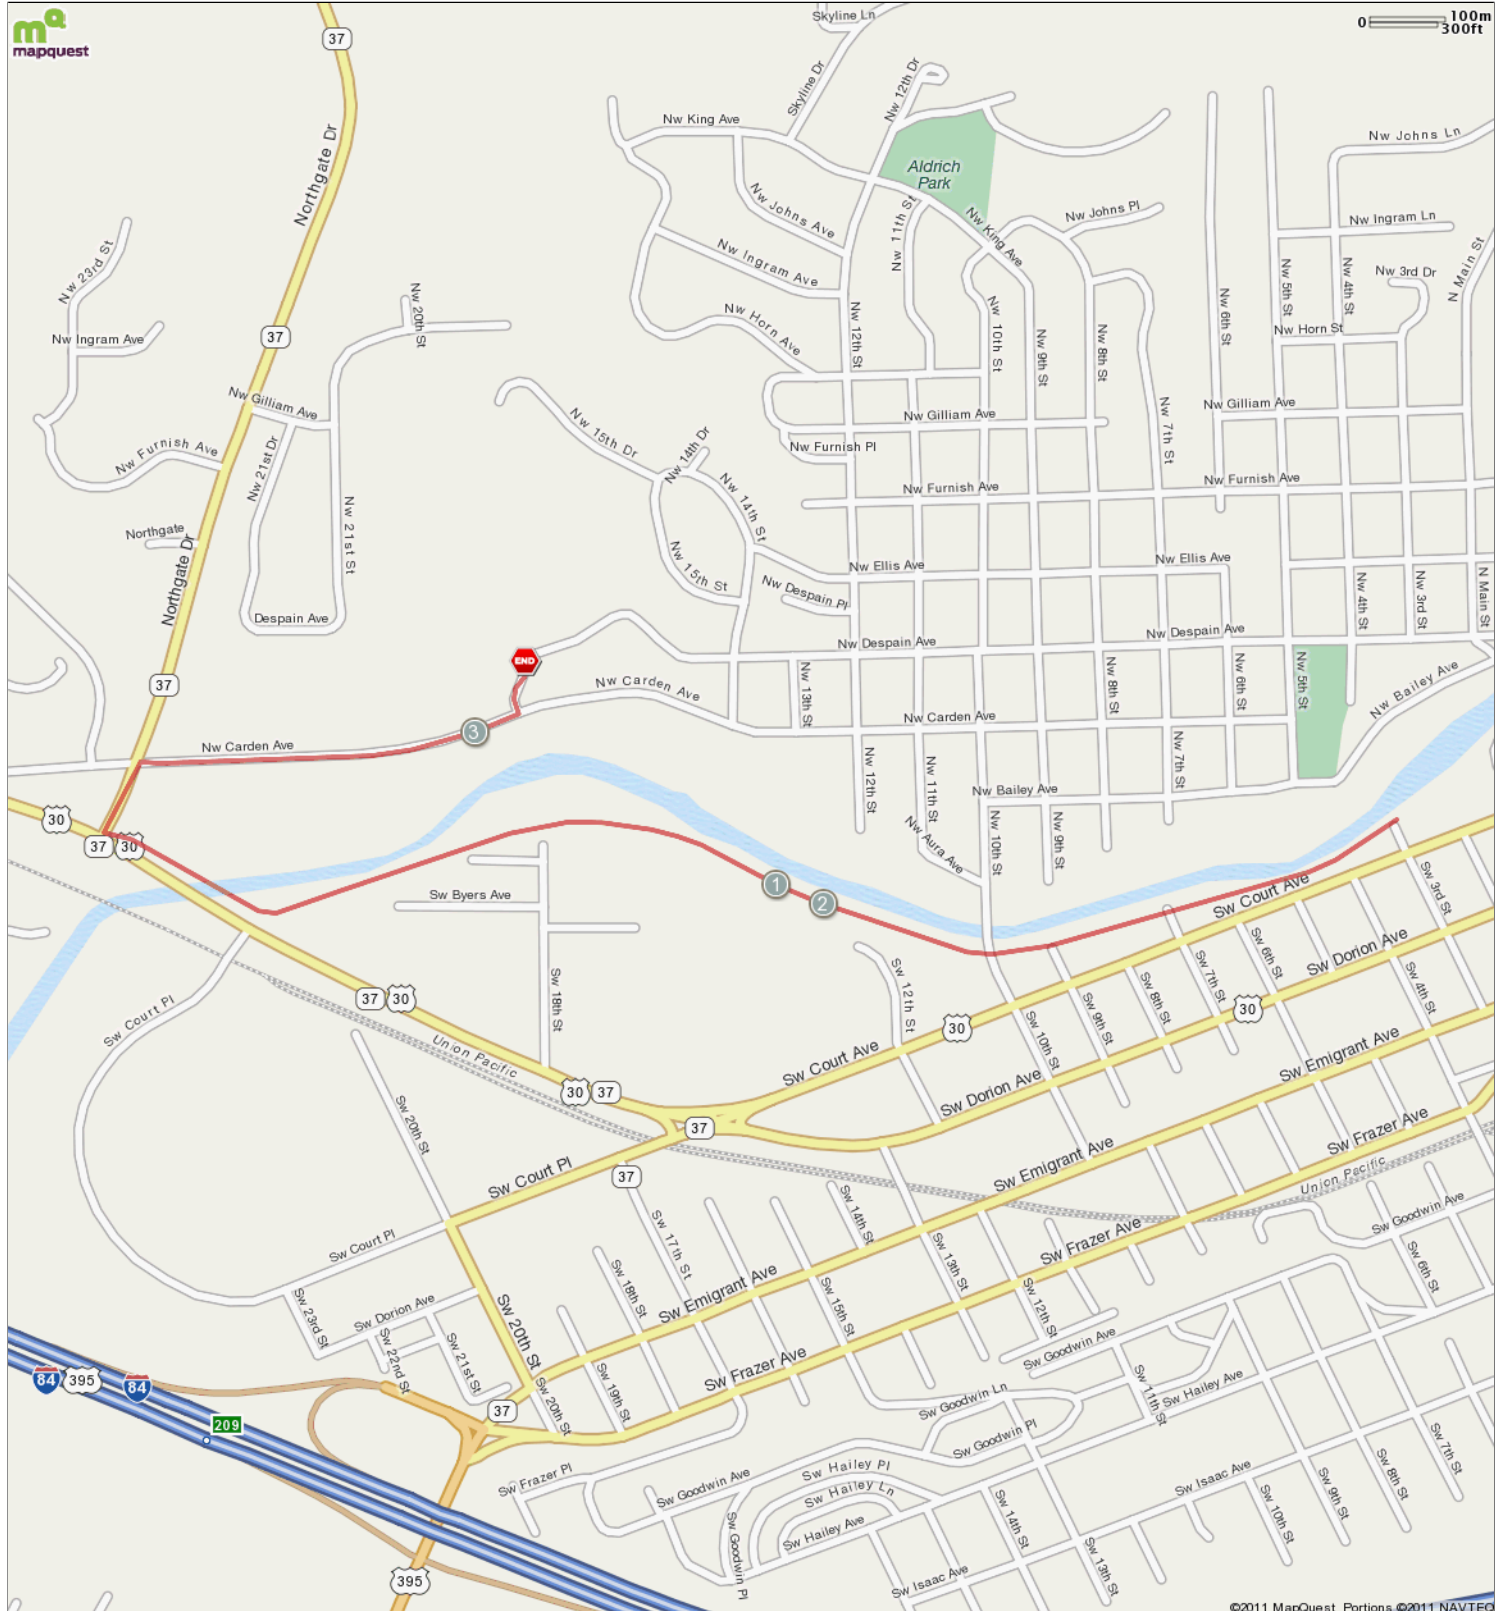 mapquest
0 100m
300ft
37
Skyline Ln
Skyline Dr
Nw 12th Dr
Nw King Ave
Nw Johns Ln
Northgate Dr
Aldrich
Park
Nw Johns Ave
Nw 11th St
Nw King Ave
Nw Johns Pl
Nw Ingram Ln
Nw 23rd St
Nw Ingram Ave
Nw 5th St
Nw 4th St
Nw 3rd Dr
N Main St
Nw 20th St
Nw Horn Ave
Nw 12th St
Nw 10th St
Nw 9th St
Nw 8th St
Nw 6th St
Nw Horn St
37
Nw Ingram Ave
Nw Gilliam Ave
Nw 15th Dr
Nw 14th Dr
Nw Gilliam Ave
Nw 7th St
Nw Gilliam Ave
Nw Furnish Ave
Nw 21st Dr
Nw Furnish Pl
Nw 14th St
Nw Furnish Ave
Nw Furnish Ave
Northgate
Northgate Dr
Nw 21st St
Nw 15th St
Nw Ellis Ave
Nw Ellis Ave
Nw Despain Pl
Nw 4th St
Nw 3rd St
N Main St
Despain Ave
Nw Despain Ave
Nw Despain Ave
END
37
Nw Carden Ave
Nw 13th St
Nw 8th St
Nw 6th St
Nw 5th St
Nw Bailey Ave
Nw Carden Ave
3
Nw Carden Ave
Nw 12th St
Nw 11th St
Nw 7th St
Nw Bailey Ave
30
37
30
Nw Aura Ave
Nw 10th St
Nw 9th St
1
2
Sw Byers Ave
Sw Court Ave
Sw 3rd St
Sw 12th St
Sw 6th St
Sw Dorion Ave
Sw 7th St
Sw 8th St
Sw 4th St
Sw 18th St
37
30
Sw Court Pl
30
Sw 9th St
30
Sw 10th St
Union Pacific
Sw Court Ave
Sw Emigrant Ave
30
37
Sw Dorion Ave
Sw 20th St
37
Sw Frazer Ave
Sw Court Pl
37
Sw Emigrant Ave
Union Pacific
Sw 14th St
Sw Goodwin Ave
Sw Court Pl
Sw 17th St
Sw 13th St
Sw Frazer Ave
Sw 6th St
Sw 18th St
Sw Emigrant Ave
Sw 15th St
Sw 12th St
Sw 23rd St
Sw Dorion Ave
Sw 20th St
Sw 22nd St
Sw 21st St
Sw Goodwin Ave
Sw Frazer Ave
Sw 11th St
Sw Hailey Ave
84
395
84
Sw 19th St
Sw 20th St
Sw Goodwin Ln
37
209
Sw Goodwin Pl
Sw 7th St
Sw Frazer Pl
Sw Goodwin Ave
Sw Hailey Pl
Sw Hailey Ln
Sw Isaac Ave
Sw 8th St
Sw 9th St
Sw 10th St
Sw Goodwin Pl
Sw Hailey Ave
Sw 14th St
Sw 13th St
395
Sw Isaac Ave
©2011 MapQuest Portions ©2011 NAVTEQ